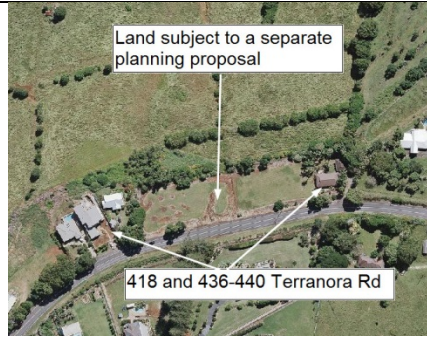 Land subject to a separate
planning proposal
418 and 436-440 Terranora Rd